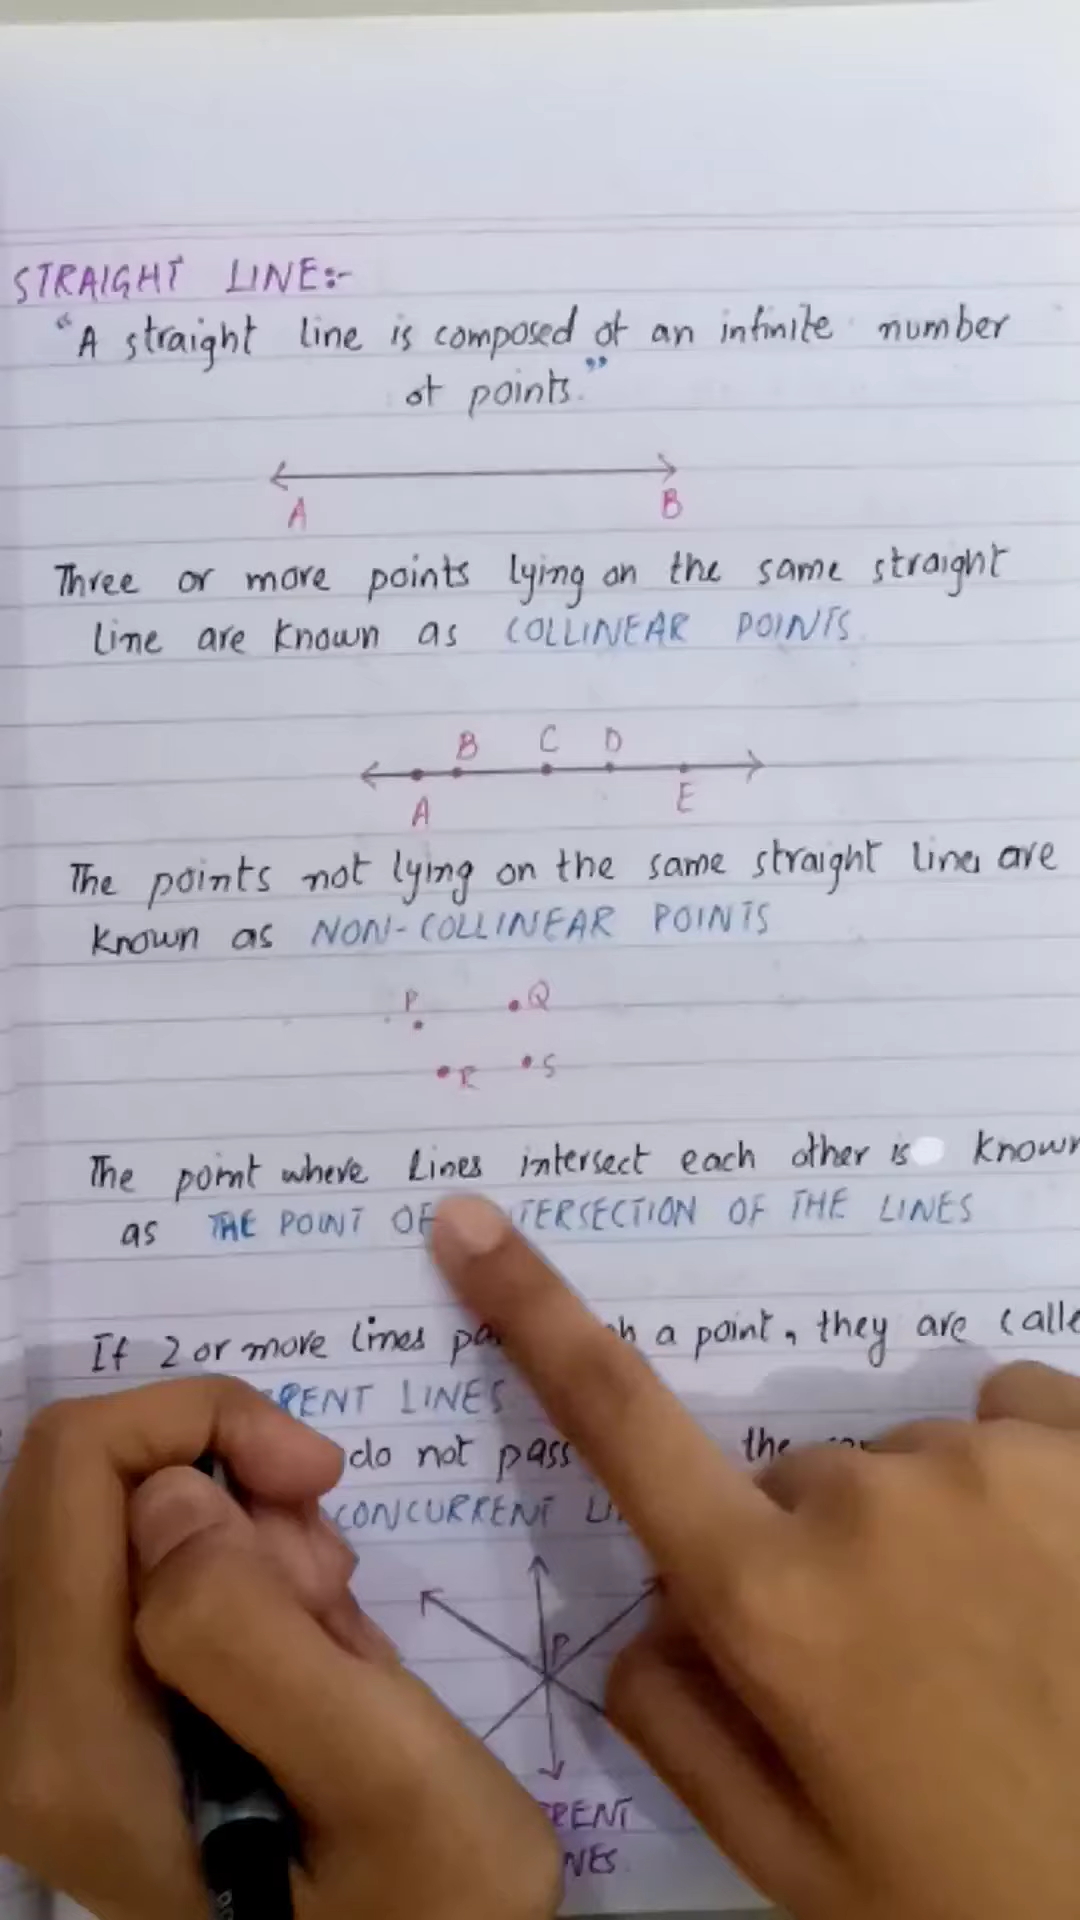 STRAIGHT LINE:-
"A straight line is composed of an infinite number
of points."
A B
Three or more points lying on the same straight
line are known as COLLINEAR POINTS
B C D
A E
The points not lying on the same straight line are
known as NON-COLLINEAR POINTS
P Q
R S
The point where lines intersect each other is known
as THE POINT OF INTERSECTION OF THE LINES
If 2 or more lines a point, they are
LINES
do not pass the
CONCURRENT
P